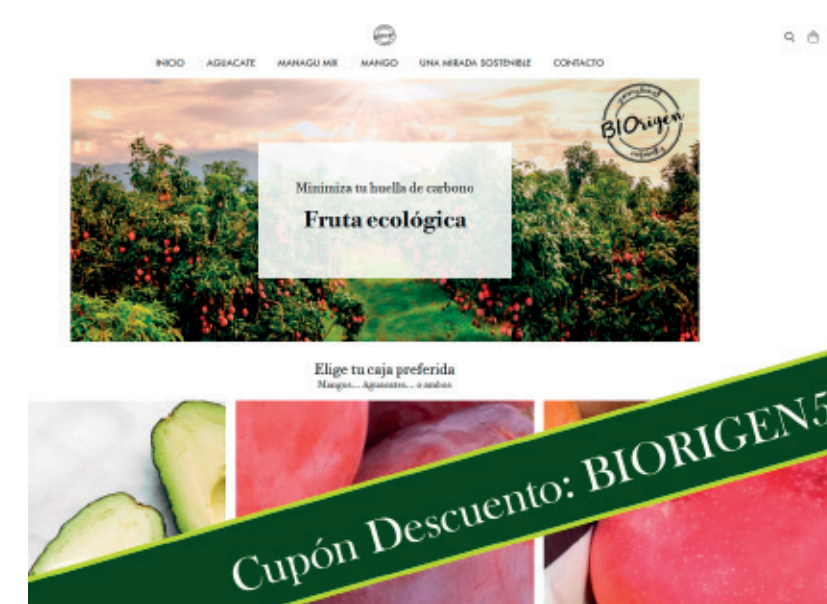 INICIO AGUACATE MANAGU MIX MANGO UNA MIRADA SOSTENIBLE CONTACTO
BIOrigen
Minimiza tu huella de carbono
Fruta ecológica
Elige tu caja preferida
Mangos... Aguacates... o ambos
Cupón Descuento: BIORIGEN5